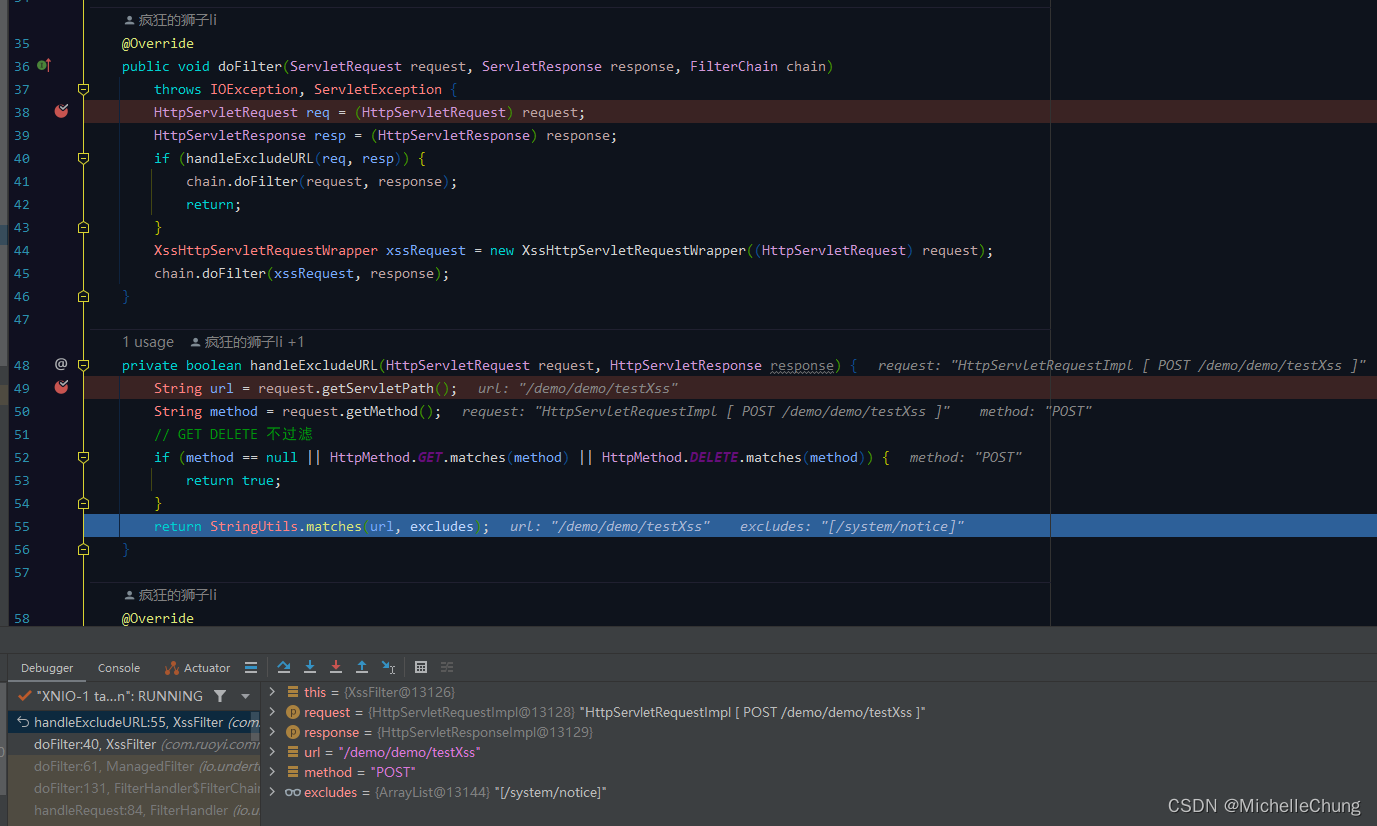 疯狂的狮子li
35 @Override
36 public void doFilter(ServletRequest request, ServletResponse response, FilterChain chain)
37 throws IOException, ServletException {
38 HttpServletRequest req = (HttpServletRequest) request;
39 HttpServletResponse resp = (HttpServletResponse) response;
40 if (handleExcludeURL(req, resp)) {
41 chain.doFilter(request, response);
42 return;
43 }
44 XssHttpServletRequestWrapper xssRequest = new XssHttpServletRequestWrapper((HttpServletRequest) request);
45 chain.doFilter(xssRequest, response);
46 }
47
1 usage 疯狂的狮子li +1
48 @ private boolean handleExcludeURL(HttpServletRequest request, HttpServletResponse response) { request: "HttpServletRequestImpl [ POST /demo/demo/testXss ]"
49 String url = request.getServletPath(); url: "/demo/demo/testXss"
50 String method = request.getMethod(); request: "HttpServletRequestImpl [ POST /demo/demo/testXss ]" method: "POST"
51 // GET DELETE 不过滤
52 if (method == null || HttpMethod.GET.matches(method) || HttpMethod.DELETE.matches(method)) { method: "POST"
53 return true;
54 }
55 return StringUtils.matches(url, excludes); url: "/demo/demo/testXss" excludes: "[/system/notice]"
56 }
57
疯狂的狮子li
58 @Override
Debugger Console Actuator
"XNIO-1 ta...n": RUNNING
handleExcludeURL:55, XssFilter (com.
doFilter:40, XssFilter (com.ruoyi.comm
doFilter:61, ManagedFilter (io.underto
doFilter:131, FilterHandler$FilterChai
handleRequest:84, FilterHandler (io.u
this = {XssFilter@13126}
request = {HttpServletRequestImpl@13128} "HttpServletRequestImpl [ POST /demo/demo/testXss ]"
response = {HttpServletResponseImpl@13129}
url = "/demo/demo/testXss"
method = "POST"
excludes = {ArrayList@13144} "[/system/notice]"
CSDN @MichelleChung